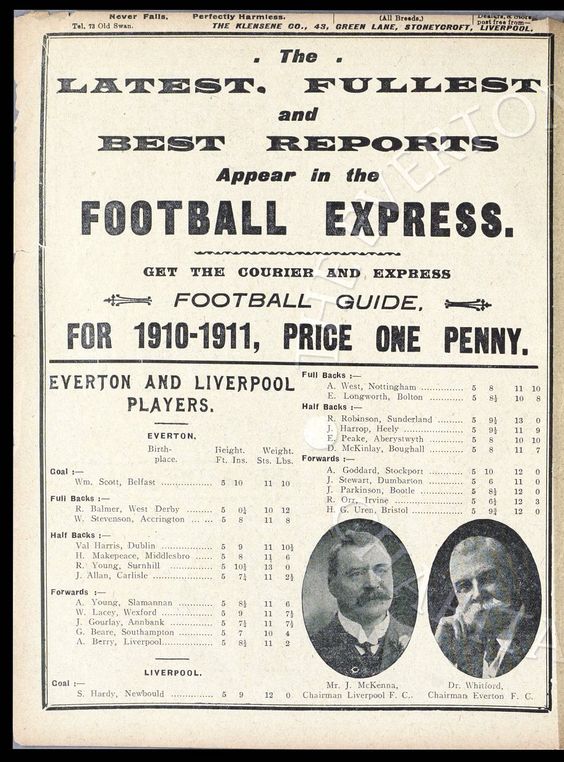 Never Fails. Perfectly Harmless. (All Breeds.)
post free from—
Tel. 73 Old Swan. THE KLENSENE CO., 43, GREEN LANE, STONEYCROFT, LIVERPOOL.
. The .
LATEST, FULLEST
and
BEST REPORTS
Appear in the
FOOTBALL EXPRESS.
GET THE COURIER AND EXPRESS
FOOTBALL GUIDE,
FOR 1910-1911, PRICE ONE PENNY.
EVERTON AND LIVERPOOL
PLAYERS.
EVERTON.
Birth- Height. Weight.
place. Ft. Ins. Sts. Lbs.
Goal :—
Wm. Scott, Belfast ............... 5 10 11 10
Full Backs :—
R. Balmer, West Derby ......... 5 0¼ 10 12
W. Stevenson, Accrington ... ... 5 8 11 8
Half Backs :—
Val Harris, Dublin ............... 5 9 11 10½
H. Makepeace, Middlesbro ...... 5 8 11 6
R. Young, Surnhill ............... 5 10½ 13 0
J. Allan, Carlisle .................. 5 7¼ 11 2½
Forwards :—
A. Young, Slamannan ............ 5 8½ 11 6
W. Lacey, Wexford ............... 5 9 11 7½
J. Gourlay, Annbank ............ 5 7½ 11 7½
G. Beare, Southampton ......... 5 7 10 4
A. Berry, Liverpool............... 5 8½ 11 2
LIVERPOOL.
Goal :—
S. Hardy, Newbould ............... 5 9 12 0
Full Backs :—
A. West, Nottingham ............ 5 8 11 10
E. Longworth, Bolton ............ 5 8½ 10 8
Half Backs :—
R. Robinson, Sunderland ......... 5 9½ 13 0
J. Harrop, Heely .................. 5 9½ 11 9
E. Peake, Aberystwyth ............ 5 8 10 10
D. McKinlay, Boughall ............ 5 8 11 7
Forwards :—
A. Goddard, Stockport ............ 5 10 12 0
J. Stewart, Dumbarton ............ 5 6 11 0
J. Parkinson, Bootle ............... 5 8½ 12 0
R. Orr, Irvine ..................... 5 6½ 12 3
H. G. Uren, Bristol ............... 5 9¾ 12 0
Mr. J. McKenna,
Chairman Liverpool F. C..
Dr. Whitford,
Chairman Everton F. C.
THE EVERTON